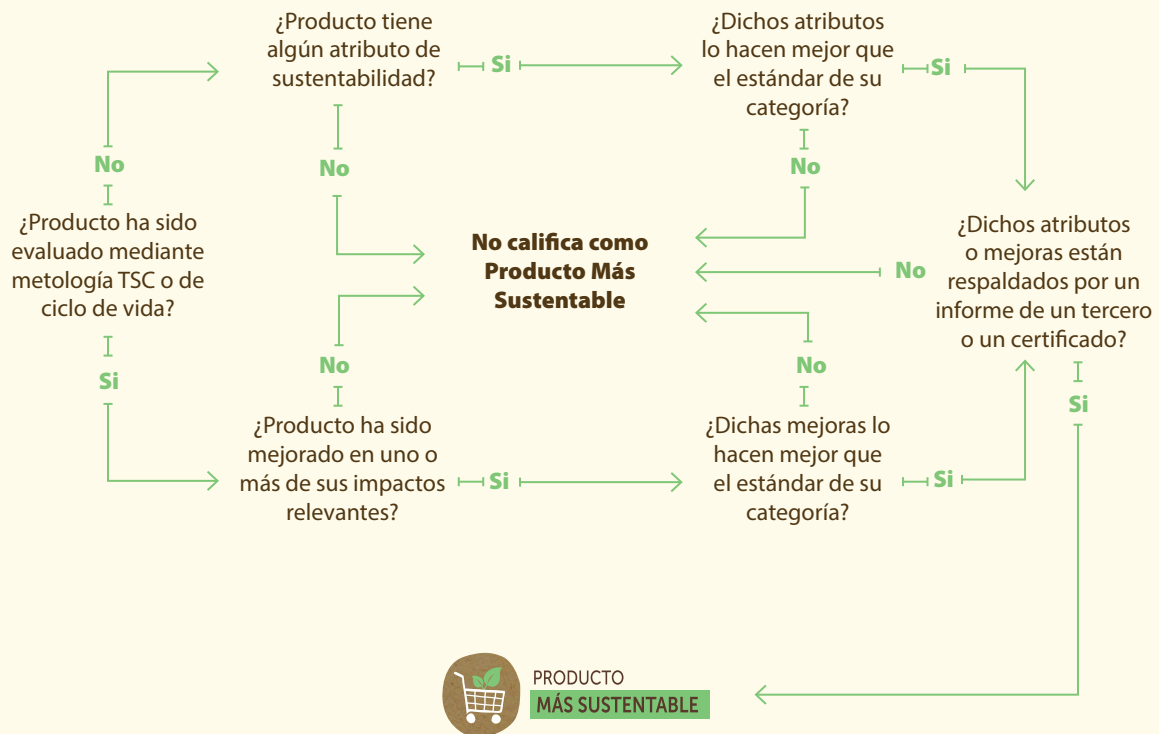 ¿Producto tiene
algún atributo de
sustentabilidad?
Si
¿Dichos atributos
lo hacen mejor que
el estándar de su
categoría?
Si
No
No
No
¿Producto ha sido
evaluado mediante
metología TSC o de
ciclo de vida?
No califica como
Producto Más
Sustentable
No
¿Dichos atributos
o mejoras están
respaldados por un
informe de un tercero
o un certificado?
Si
No
No
Si
¿Producto ha sido
mejorado en uno o
más de sus impactos
relevantes?
Si
¿Dichas mejoras lo
hacen mejor que
el estándar de su
categoría?
Si
PRODUCTO
MÁS SUSTENTABLE